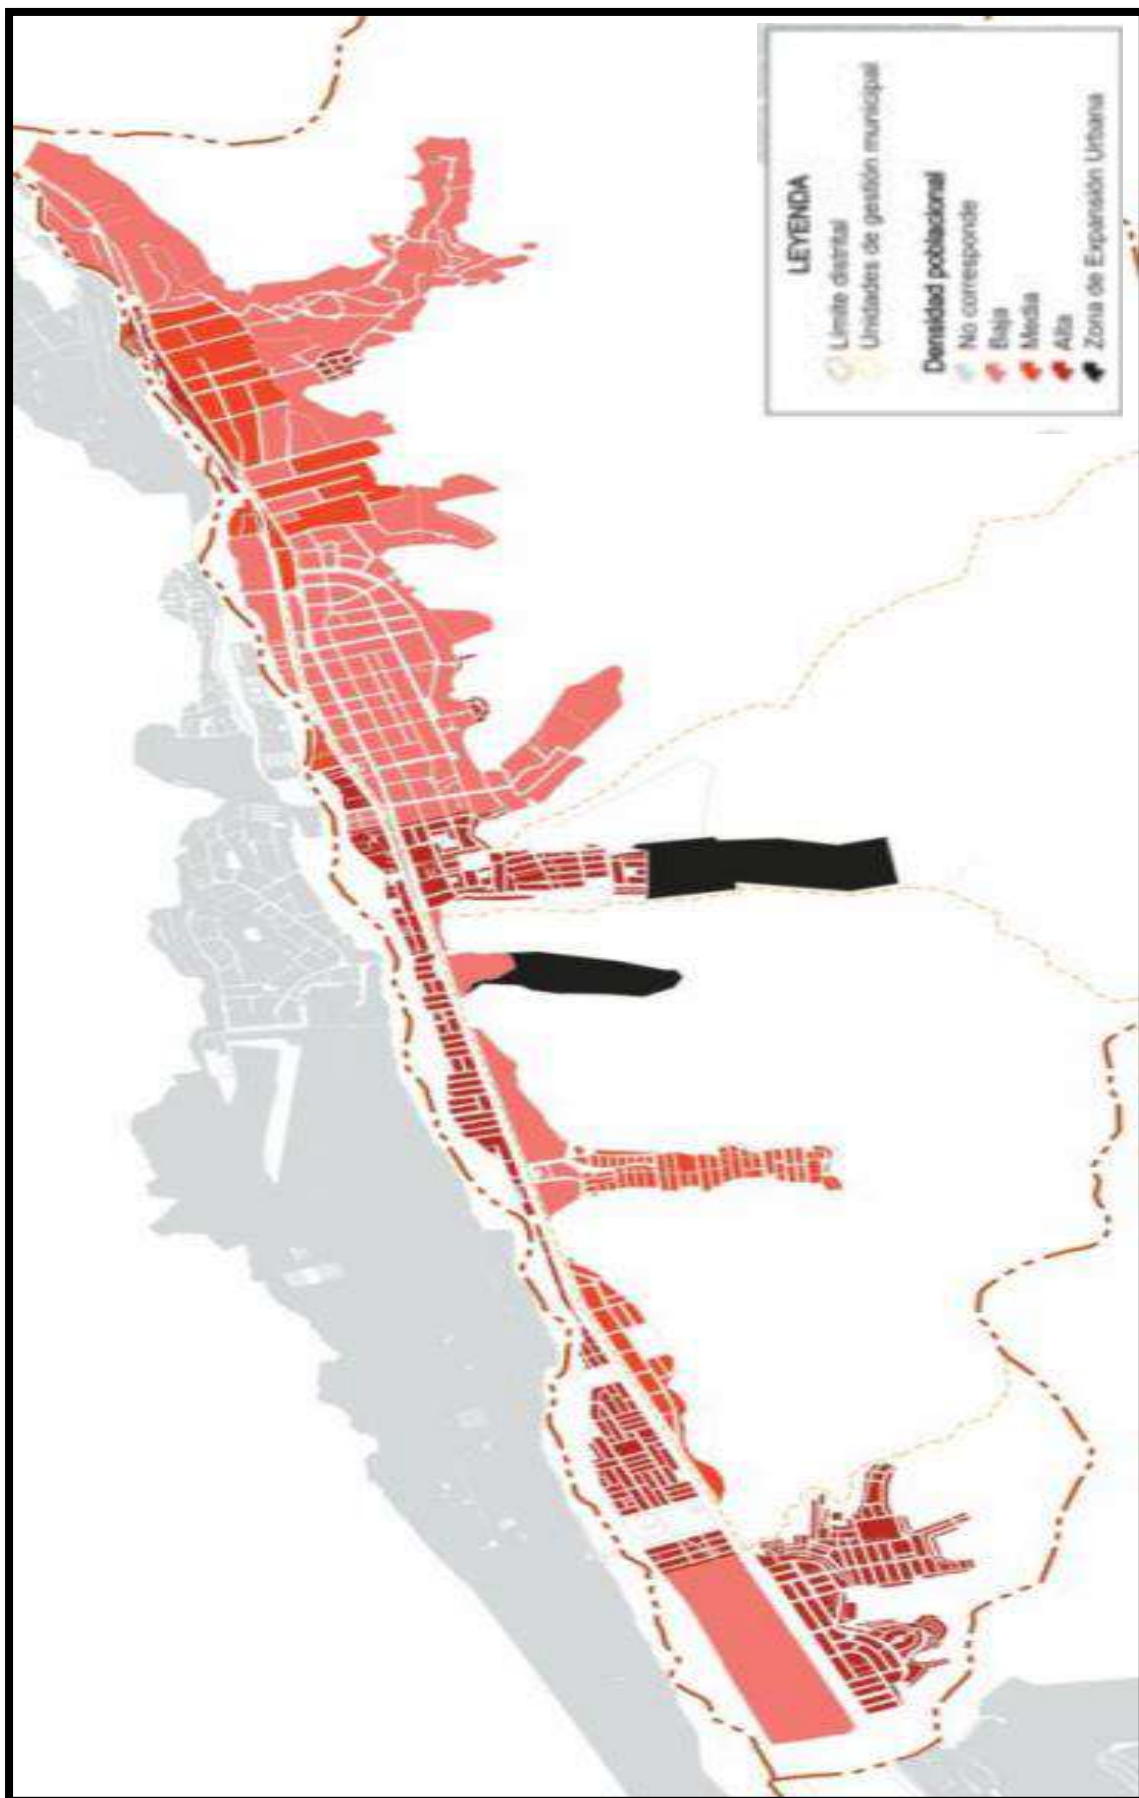 LEYENDA
Límite distrital
Unidades de gestión municipal
Densidad poblacional
No corresponde
Baja
Media
Alta
Zona de Expansión Urbana